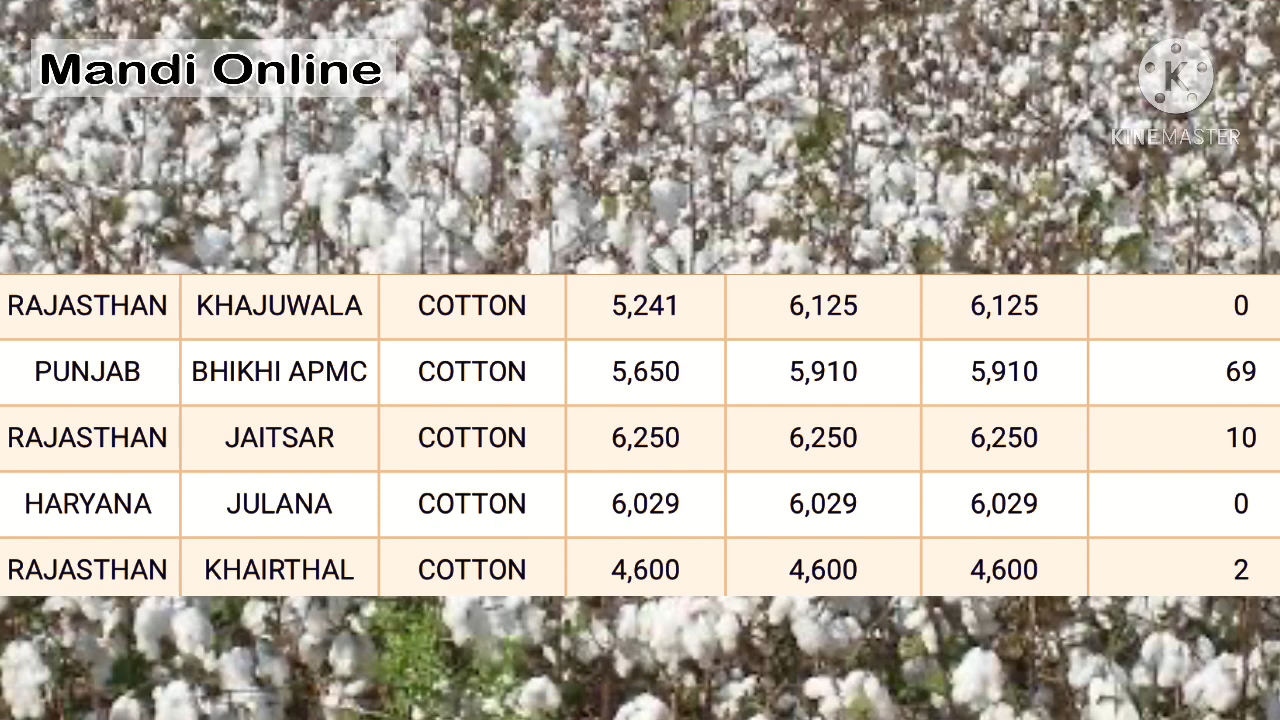 Mandi Online
KINEMASTER
RAJASTHAN KHAJUWALA COTTON 5,241 6,125 6,125 0
PUNJAB BHIKHI APMC COTTON 5,650 5,910 5,910 69
RAJASTHAN JAITSAR COTTON 6,250 6,250 6,250 10
HARYANA JULANA COTTON 6,029 6,029 6,029 0
RAJASTHAN KHAIRTHAL COTTON 4,600 4,600 4,600 2